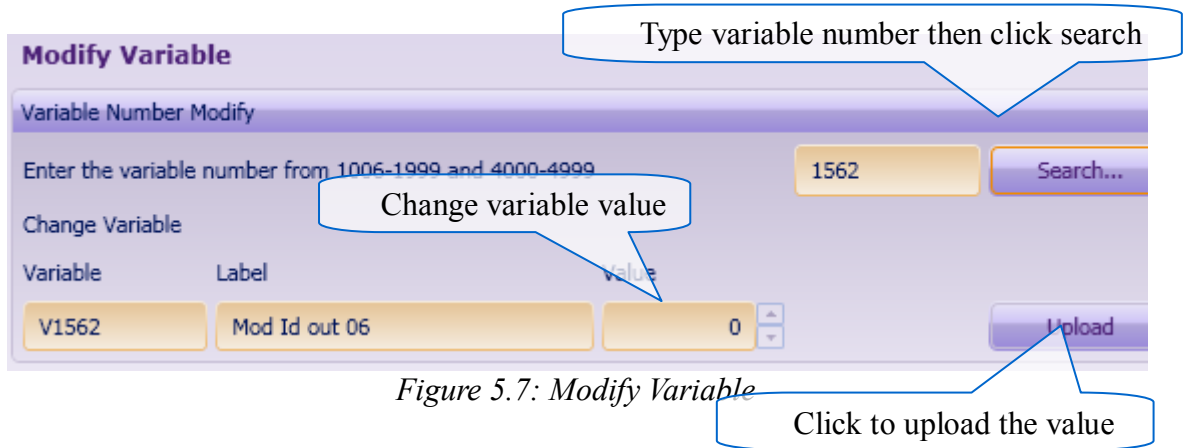 Type variable number then click search
Modify Variable
Variable Number Modify
Enter the variable number from 1006-1999 and 4000-4999 1562 Search...
Change variable value
Change Variable
Variable Label Value
V1562 Mod Id out 06 0 Upload
Figure 5.7: Modify Variable
Click to upload the value